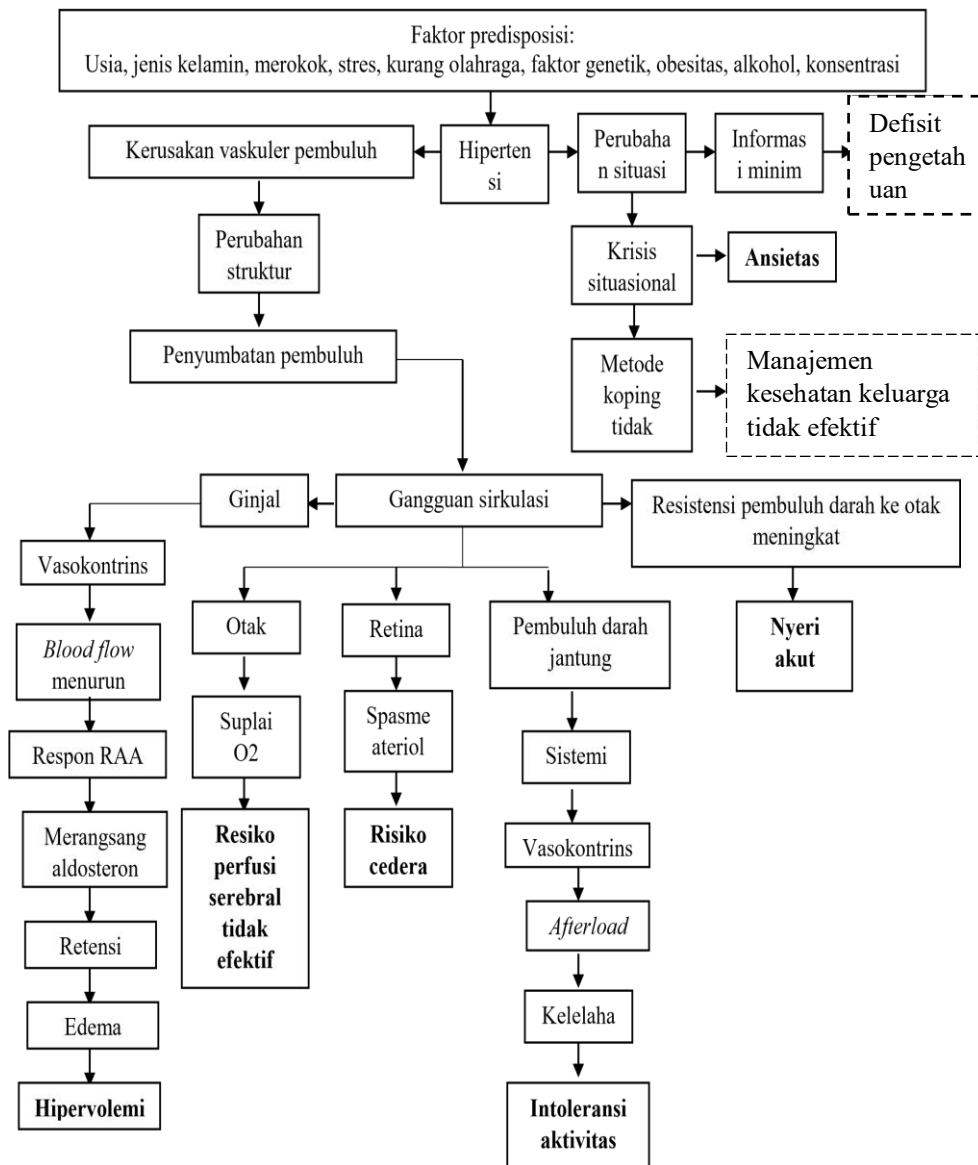 Faktor predisposisi:
Usia, jenis kelamin, merokok, stres, kurang olahraga, faktor genetik, obesitas, alkohol, konsentrasi
Kerusakan vaskuler pembuluh
Hiperten
si
Perubaha
n situasi
Informas
i minim
Defisit
pengetah
uan
Perubahan
struktur
Krisis
situasional
Ansietas
Penyumbatan pembuluh
Metode
koping
tidak
Manajemen
kesehatan keluarga
tidak efektif
Ginjal
Gangguan sirkulasi
Resistensi pembuluh darah ke otak
meningkat
Vasokontrins
Otak
Retina
Pembuluh darah
jantung
Nyeri
akut
Blood flow
menurun
Suplai
O2
Spasme
ateriol
Sistemi
Respon RAA
Resiko
perfusi
serebral
tidak
efektif
Risiko
cedera
Vasokontrins
Merangsang
aldosteron
Afterload
Retensi
Kelelaha
Edema
Intoleransi
aktivitas
Hipervolemi